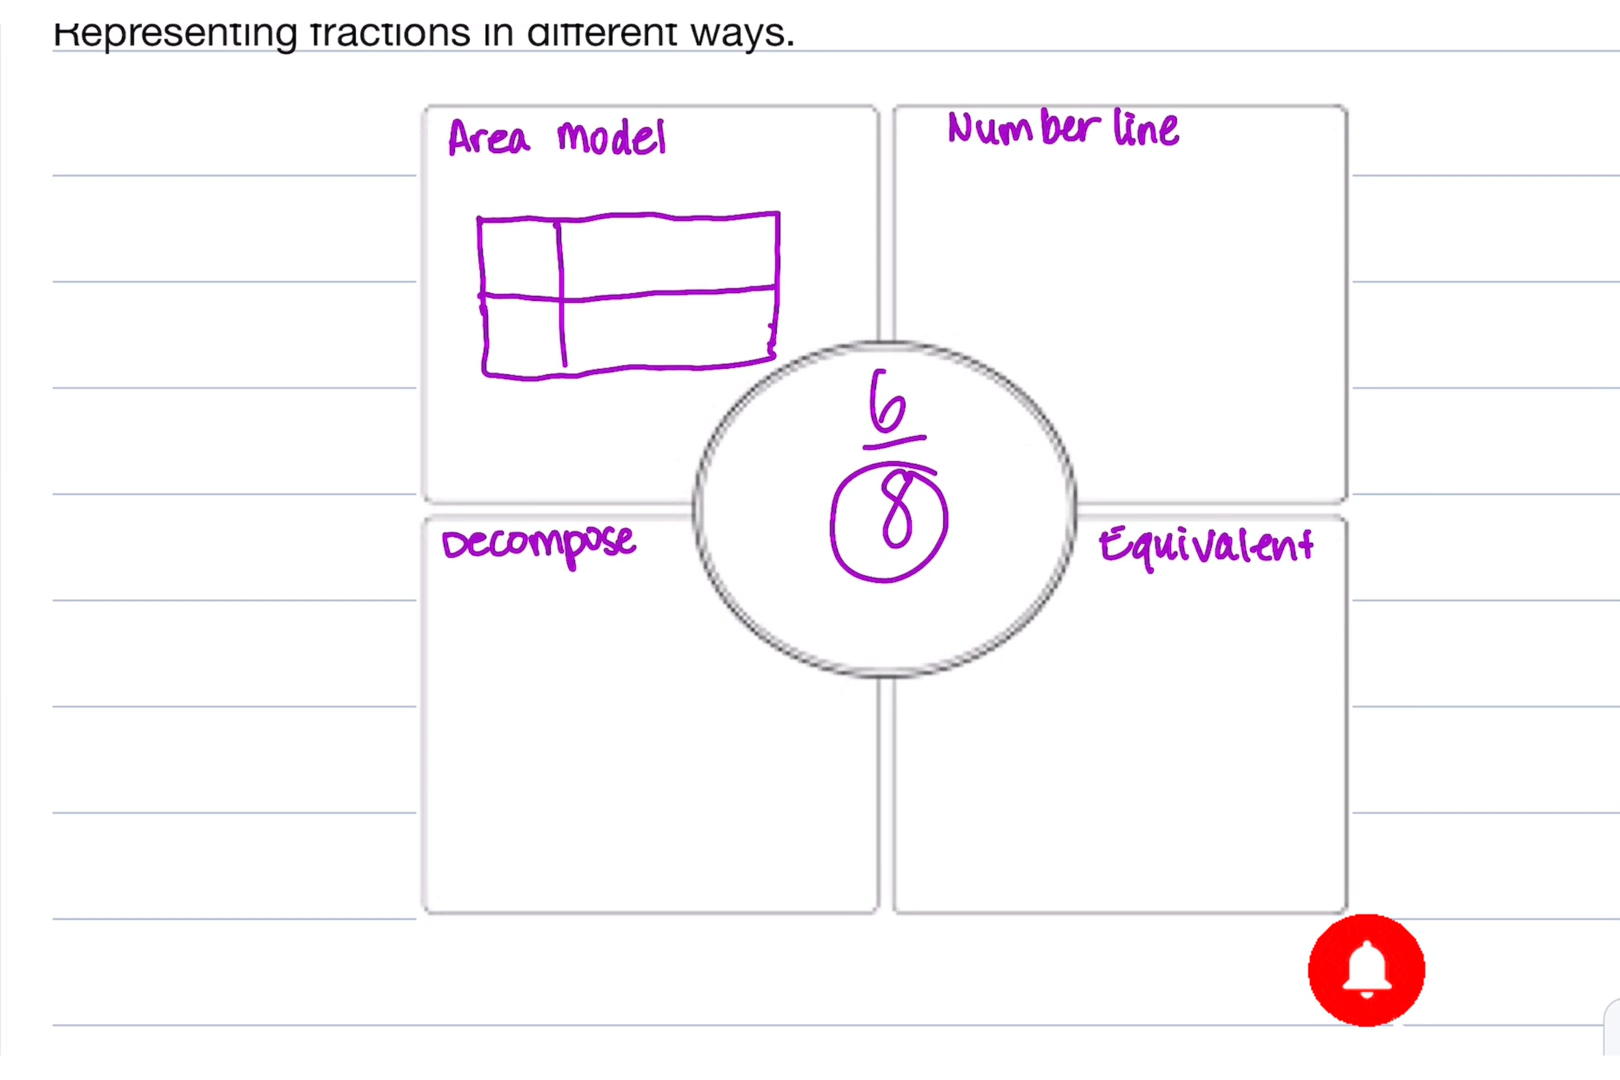 Representing fractions in different ways.
Area model
Number line
6
8
Decompose
Equivalent